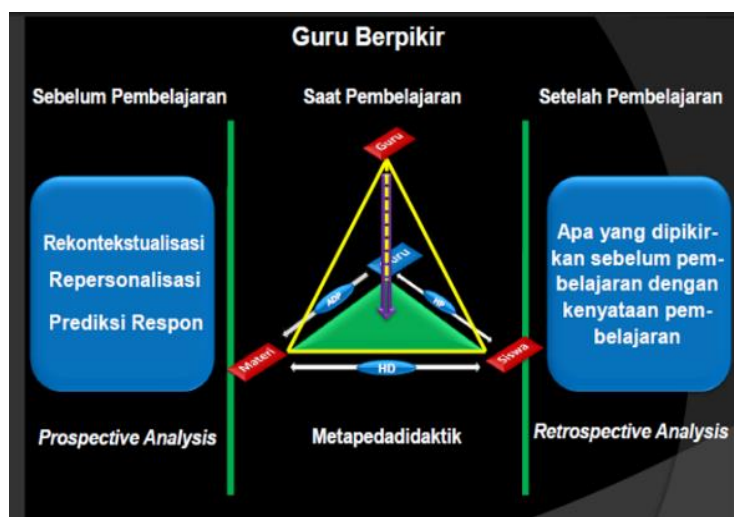 Guru Berpikir
Sebelum Pembelajaran
Saat Pembelajaran
Setelah Pembelajaran
Rekontekstualisasi
Repersonalisasi
Prediksi Respon
Prospective Analysis
Guru
ADP
HP
Materi
HD
Siswa
Metapedadidaktik
Apa yang dipikir-
kan sebelum pem-
belajaran dengan
kenyataan pem-
belajaran
Retrospective Analysis